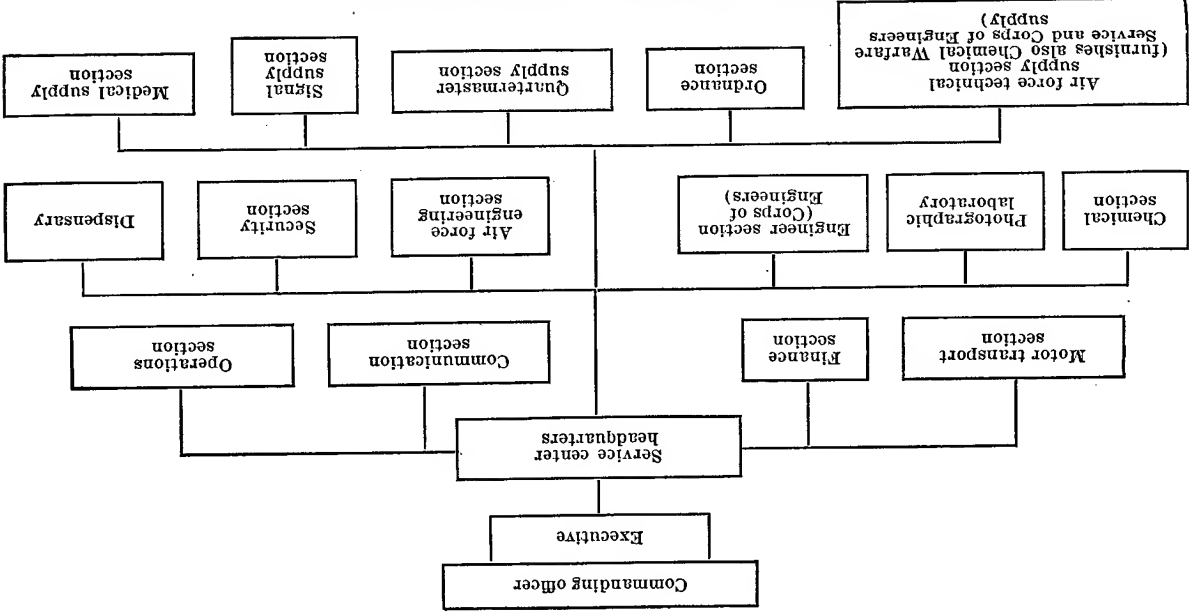 Commanding officer
Executive
Service center
headquarters
Motor transport
section
Finance
section
Communication
section
Operations
section
Chemical
section
Photographic
laboratory
Engineer section
(Corps of
Engineers)
Air force
engineering
section
Security
section
Dispensary
Air force technical
supply section
(furnishes also Chemical Warfare
Service and Corps of Engineers
supply)
Ordnance
section
Quartermaster
supply section
Signal
supply
section
Medical supply
section